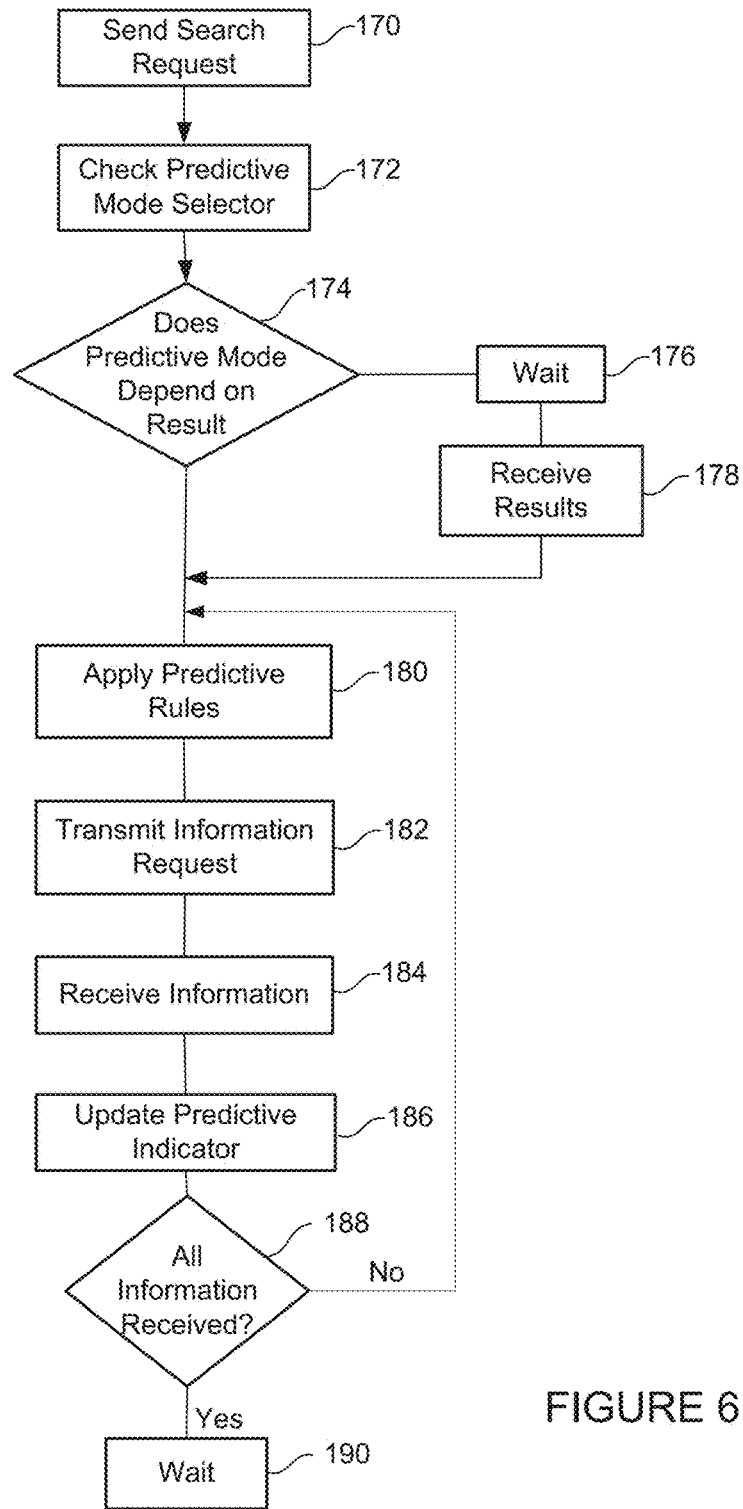 Send Search
Request
170
Check Predictive
Mode Selector
172
174
Does
Predictive Mode
Depend on
Result
Wait
176
Receive
Results
178
Apply Predictive
Rules
180
Transmit Information
Request
182
Receive Information
184
Update Predictive
Indicator
186
188
All
Information
Received?
No
Yes
Wait
190
FIGURE 6